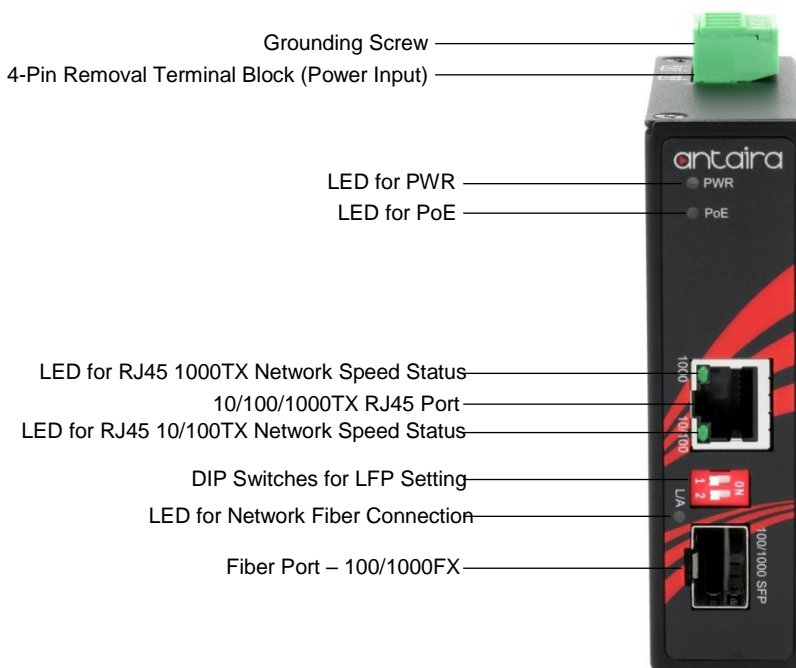 Grounding Screw
4-Pin Removal Terminal Block (Power Input)
antaira
LED for PWR
PWR
LED for PoE
PoE
LED for RJ45 1000TX Network Speed Status
1000
10/100/1000TX RJ45 Port
LED for RJ45 10/100TX Network Speed Status
10/100
DIP Switches for LFP Setting
ON
1 2
LED for Network Fiber Connection
L/A
Fiber Port – 100/1000FX
100/1000 SFP